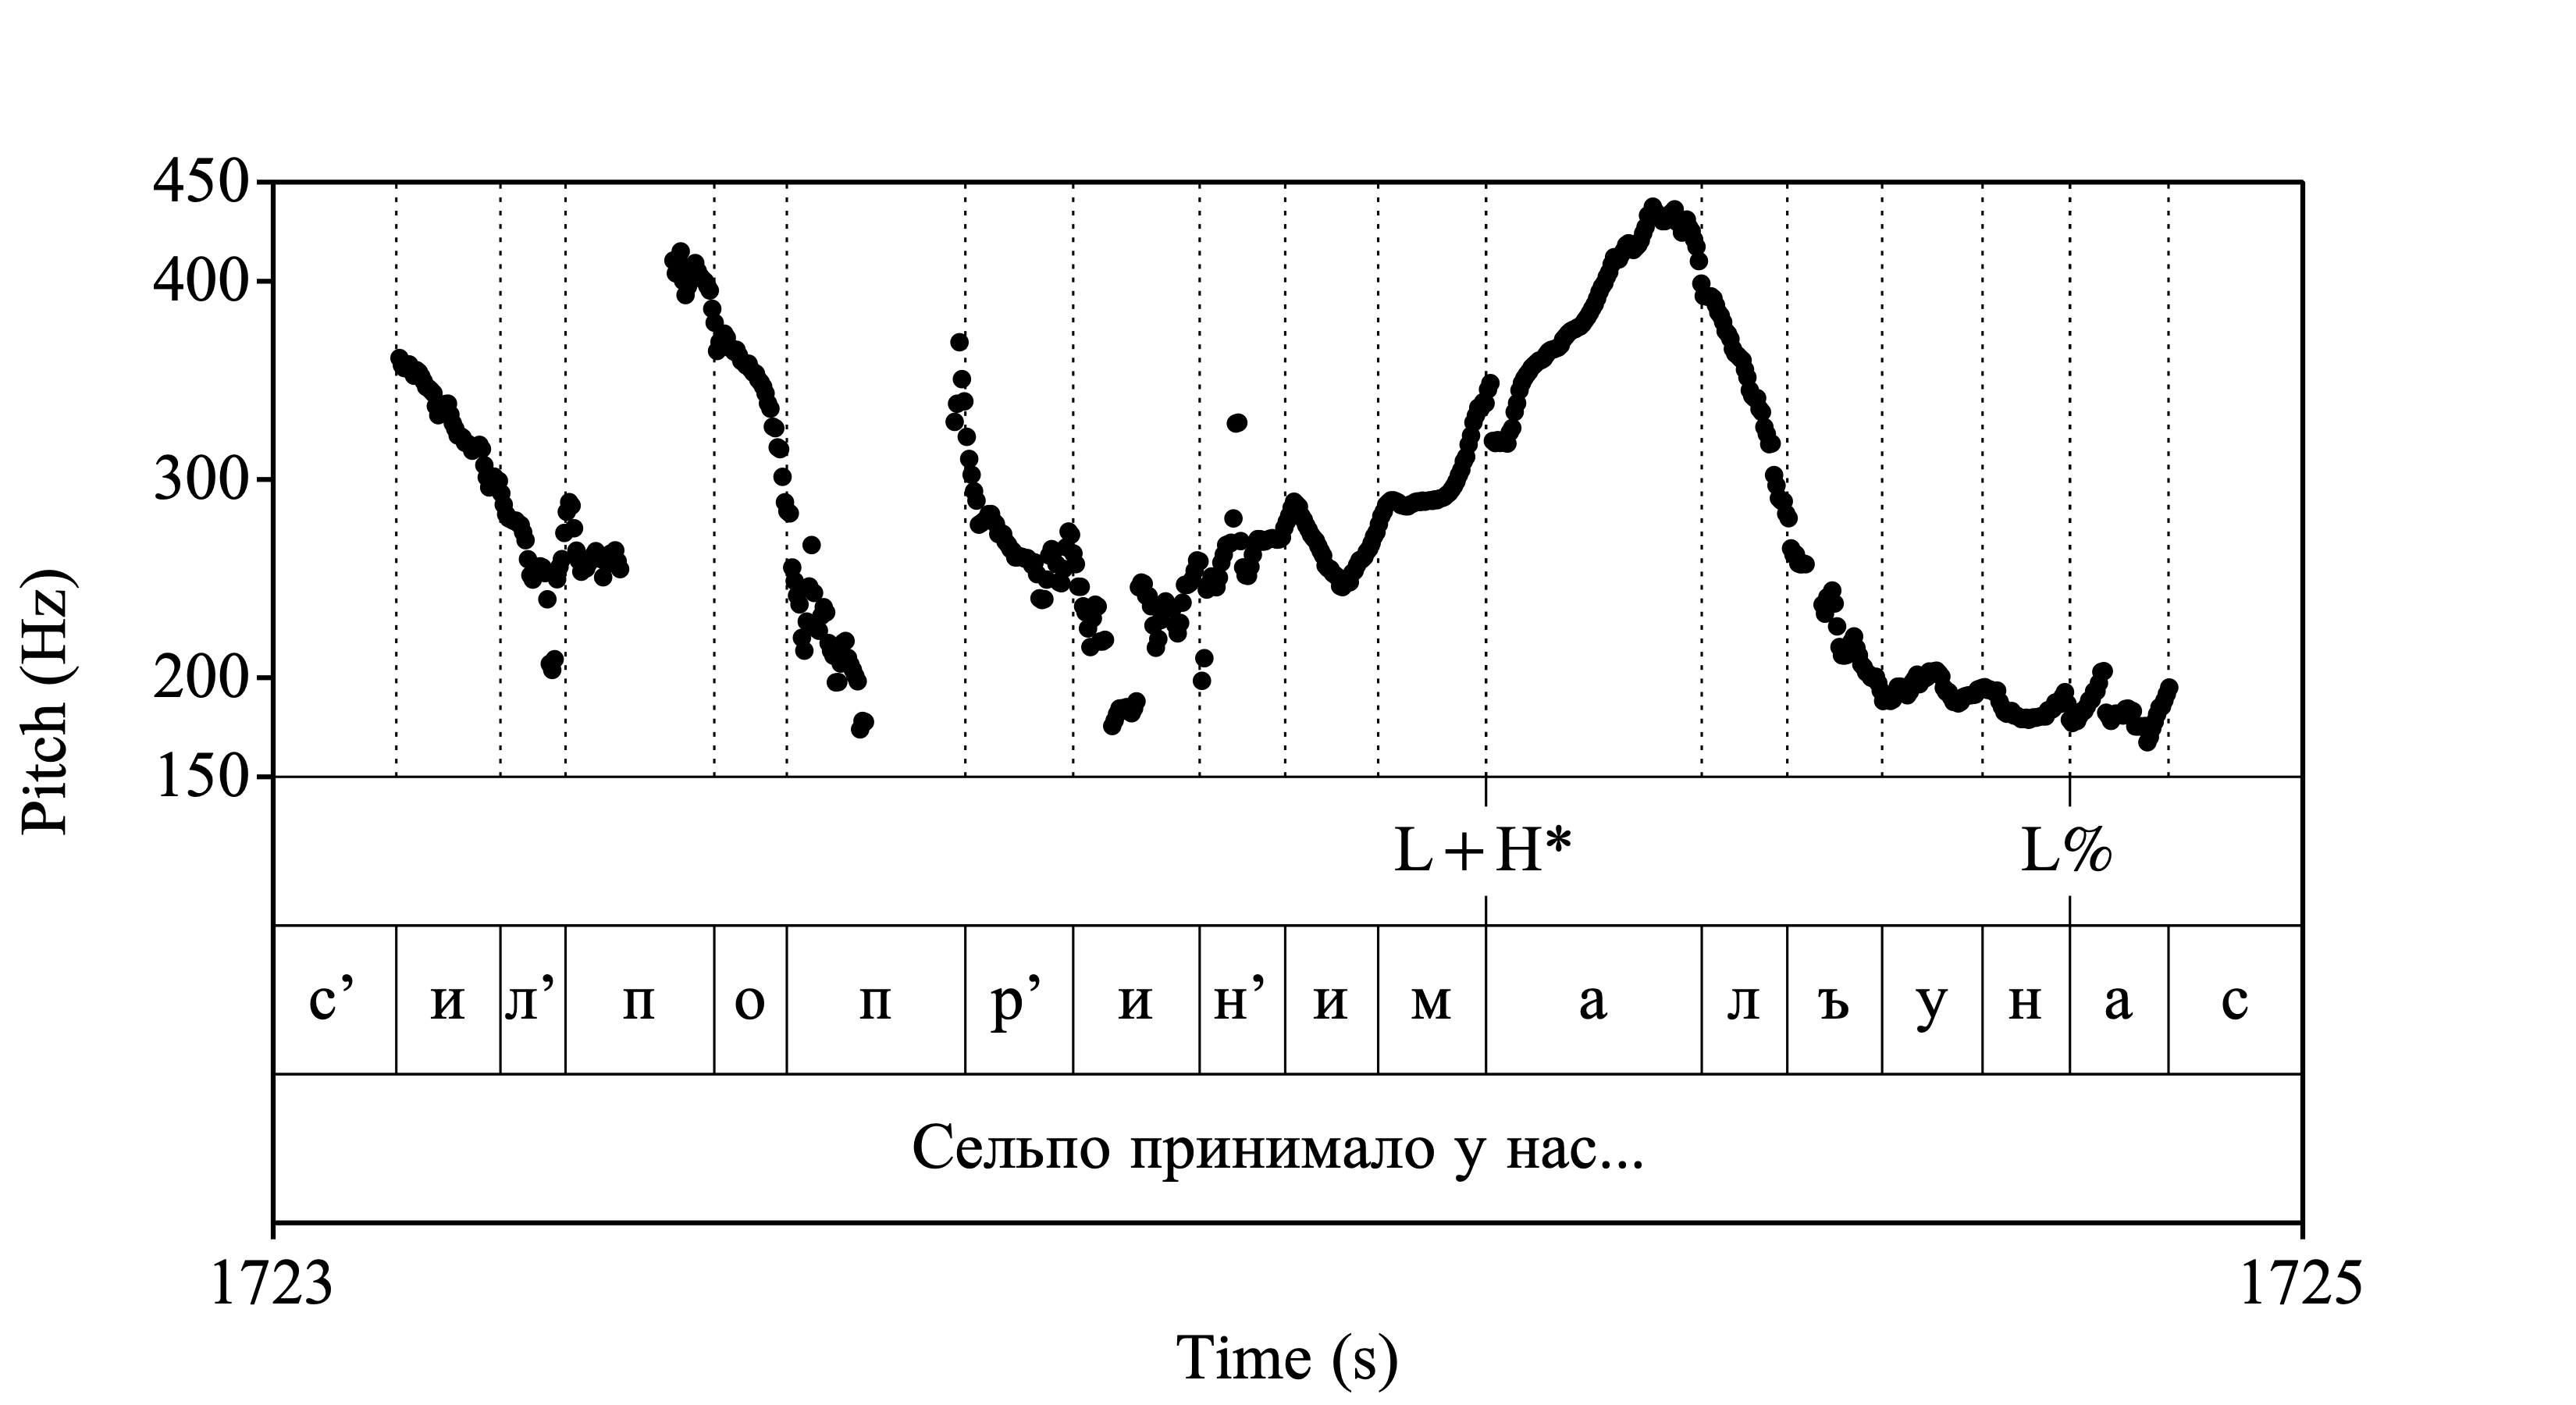 450
400
300
200
150
Pitch (Hz)
L+H* L%
с’ и л’ п о п р’ и н’ и м а л ъ у н а с
Сельпо принимало у нас...
1723 1725
Time (s)